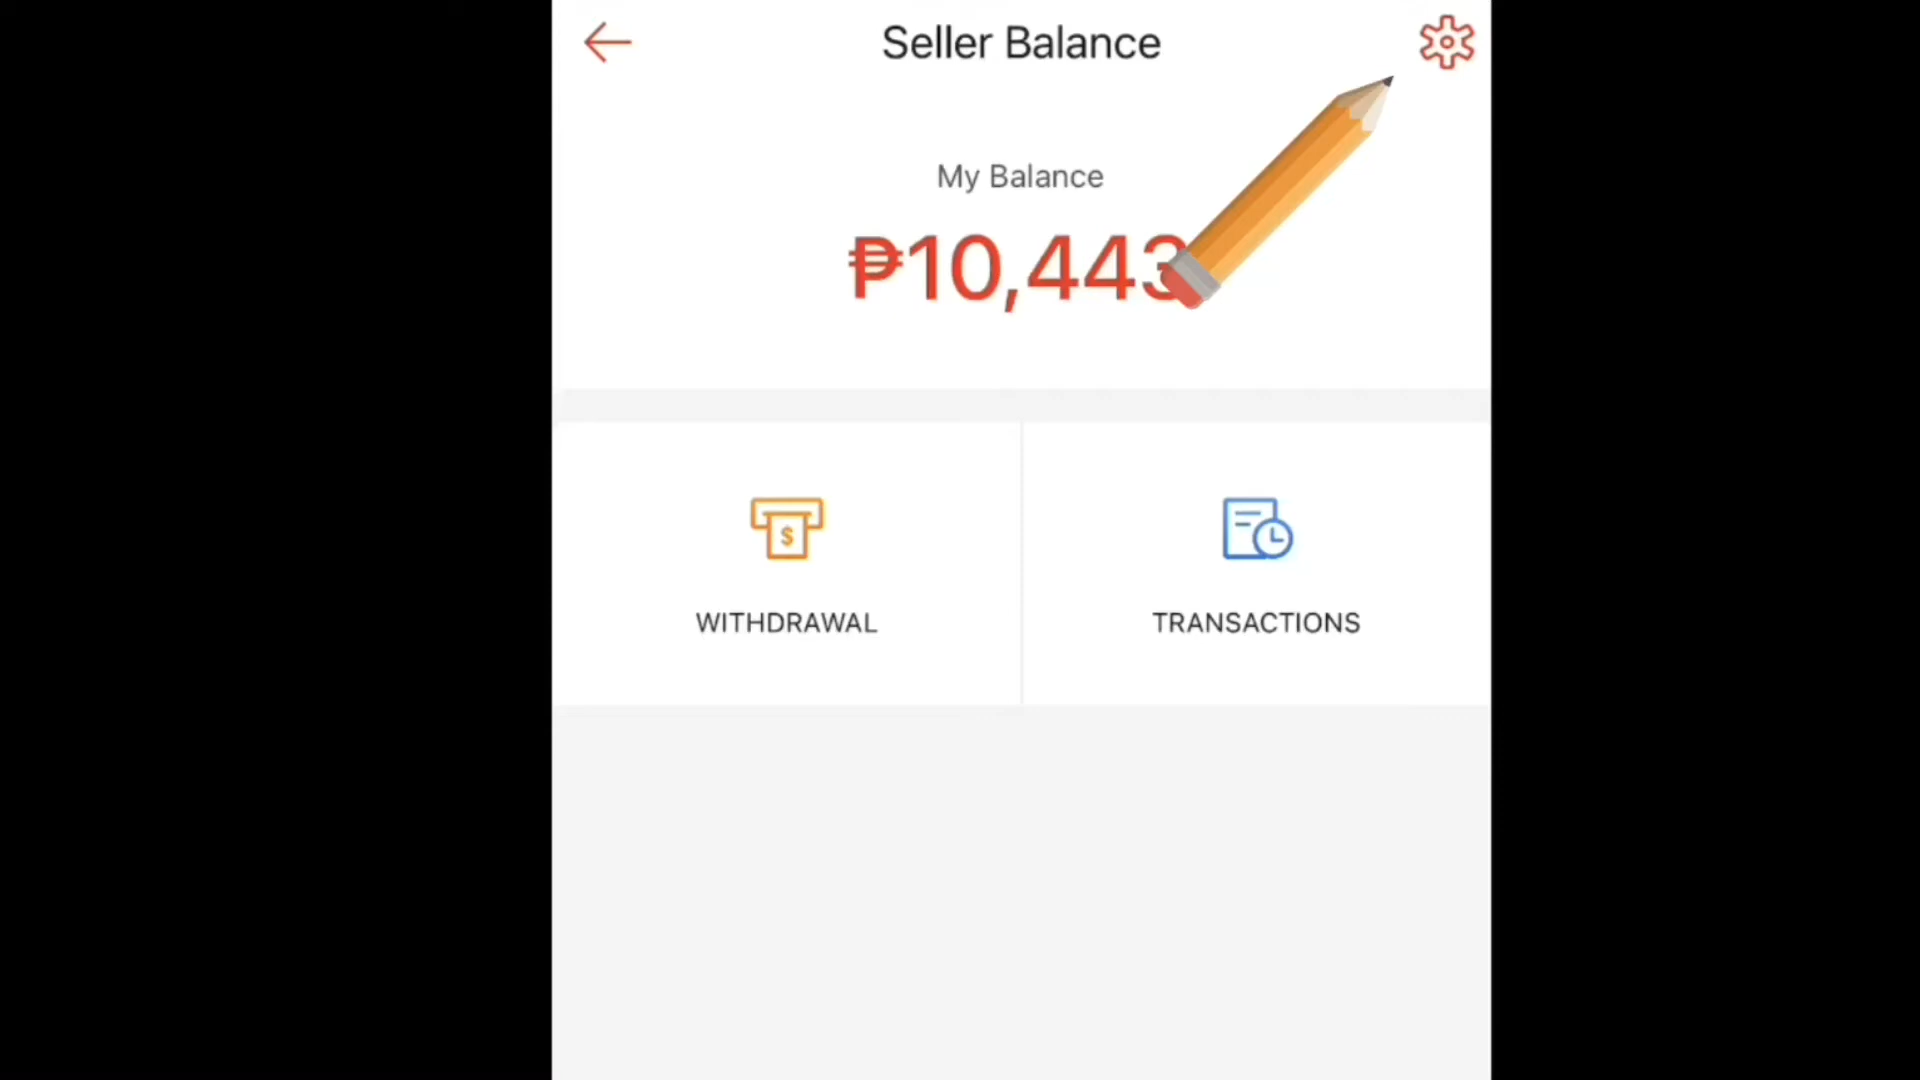 Seller Balance
My Balance
₱10,443
$
WITHDRAWAL
TRANSACTIONS